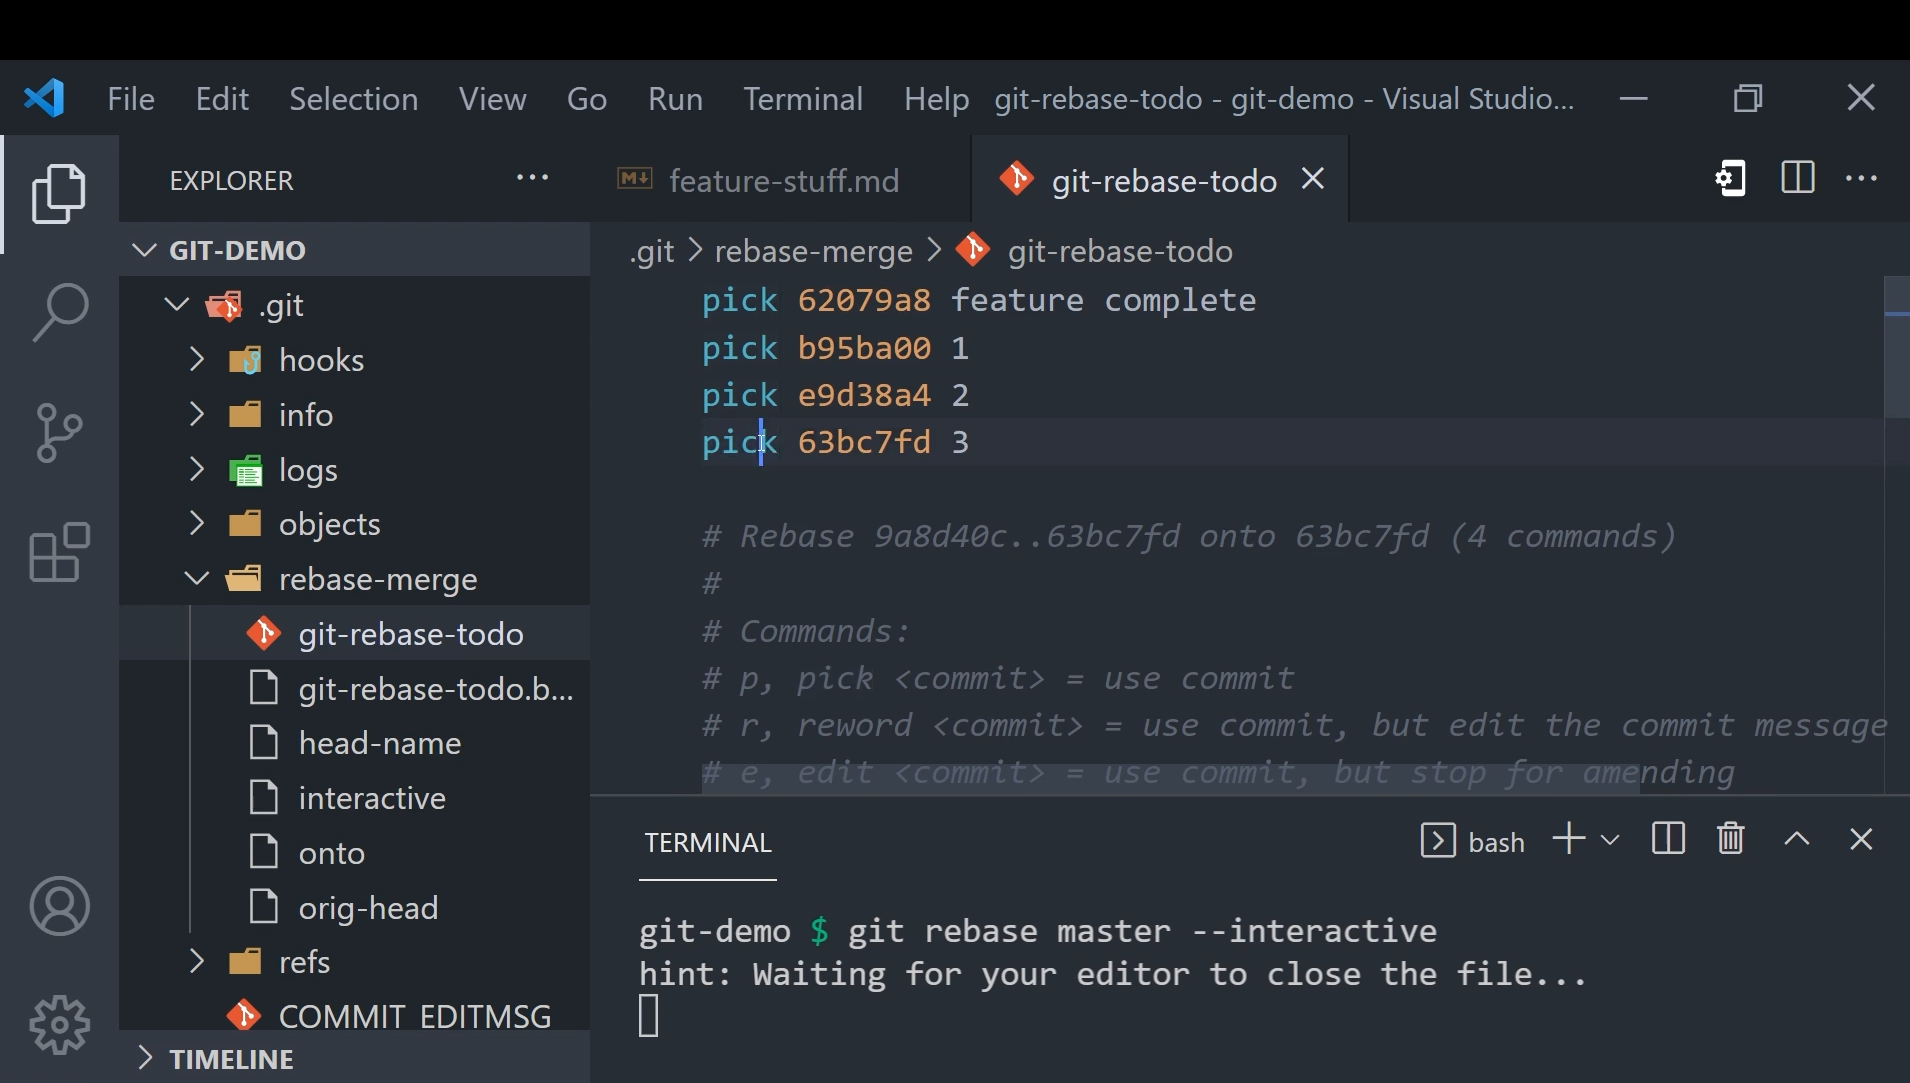 File Edit Selection View Go Run Terminal Help git-rebase-todo - git-demo - Visual Studio...
EXPLORER
feature-stuff.md
git-rebase-todo
GIT-DEMO
.git
hooks
info
logs
objects
rebase-merge
git-rebase-todo
git-rebase-todo.b...
head-name
interactive
onto
orig-head
refs
COMMIT_EDITMSG
TIMELINE
.git > rebase-merge > git-rebase-todo
pick 62079a8 feature complete
pick b95ba00 1
pick e9d38a4 2
pick 63bc7fd 3
# Rebase 9a8d40c..63bc7fd onto 63bc7fd (4 commands)
#
# Commands:
# p, pick <commit> = use commit
# r, reword <commit> = use commit, but edit the commit message
# e, edit <commit> = use commit, but stop for amending
TERMINAL
bash
git-demo $ git rebase master --interactive
hint: Waiting for your editor to close the file...